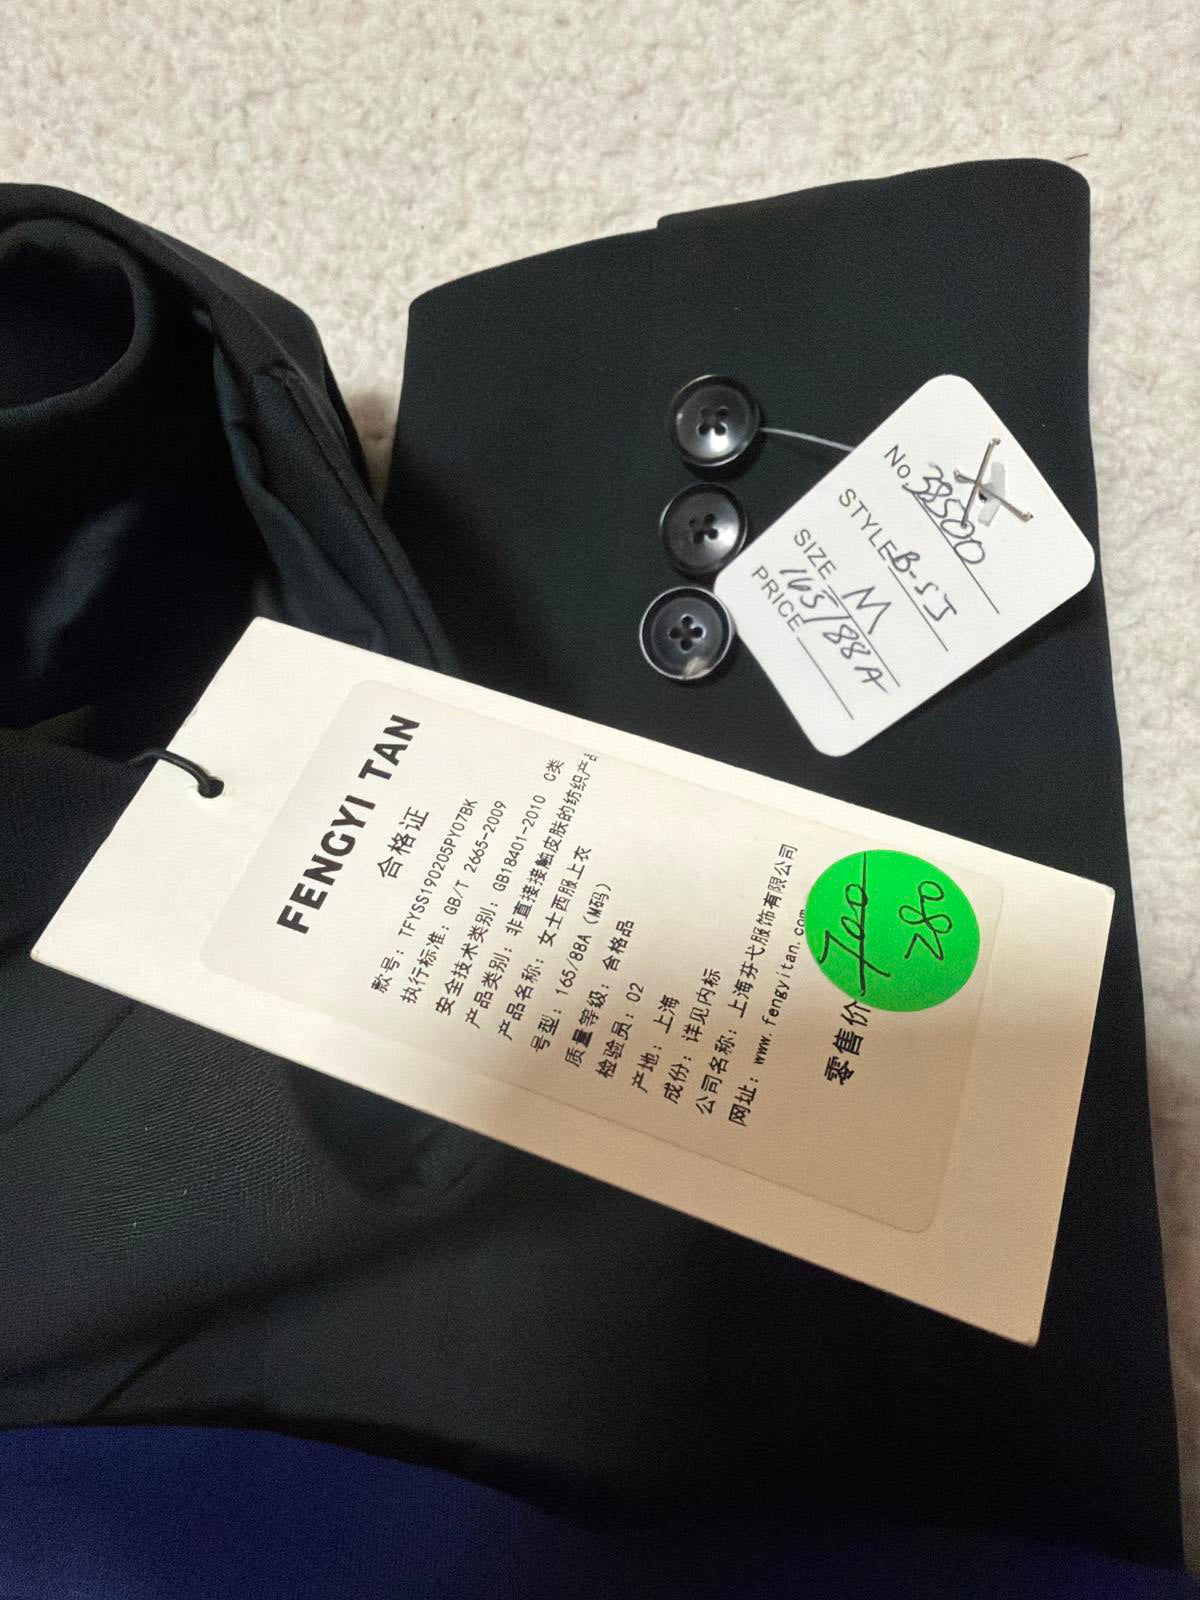 No. 38500
STYLE B-SJ
SIZE M
165/88A
PRICE
FENGYI TAN
合格证
款号：TFYSS190205PY07BK
执行标准：GB/T 2665-2009
安全技术类别：GB18401-2010 C类
产品类别：非直接接触皮肤的纺织产品
产品名称：女士西服上衣
号型：165/88A（M码）
质量等级：合格品
检验员：02
产地：上海
成份：详见内标
公司名称：上海芬弋服饰有限公司
网址：www.fengyitan.com
零售价
700
280